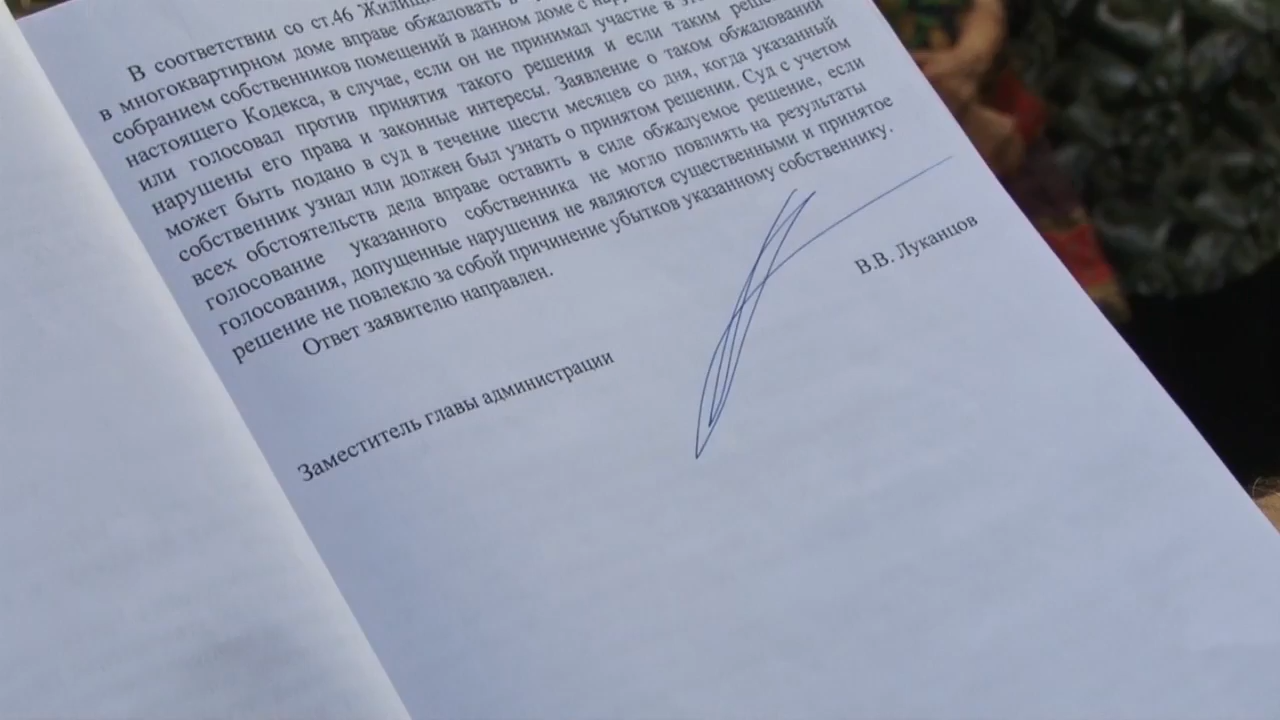 В соответствии со ст.46
в многоквартирном доме вправе обжаловать в
собранием собственников помещений в данном доме с
настоящего Кодекса, в случае, если он не принимал участие в
или голосовал против принятия такого решения и если таким
нарушены его права и законные интересы. Заявление о таком обжаловании
может быть подано в суд в течение шести месяцев со дня, когда указанный
собственник узнал или должен был узнать о принятом решении. Суд с учетом
всех обстоятельств дела вправе оставить в силе обжалуемое решение, если
голосование указанного собственника не могло повлиять на результаты
голосования, допущенные нарушения не являются существенными и принятое
решение не повлекло за собой причинение убытков указанному собственнику.
Ответ заявителю направлен.
Заместитель главы администрации
В.В. Луканцов